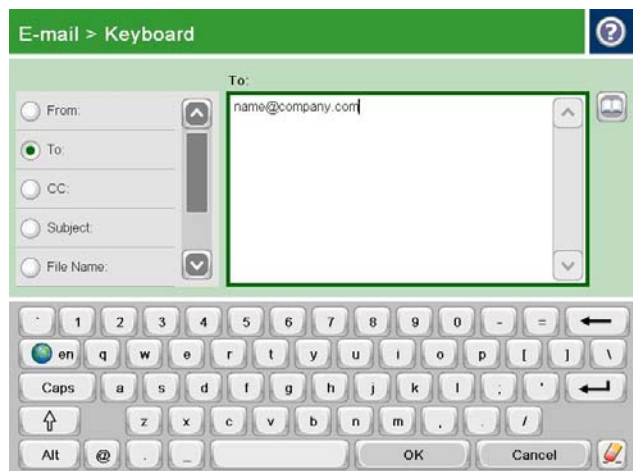 E-mail > Keyboard
?
To:
name@company.com
From:
To:
CC:
Subject:
File Name:
` 1 2 3 4 5 6 7 8 9 0 - =
en q w e r t y u i o p [ ] \
Caps a s d f g h j k l ; '
z x c v b n m , . /
Alt @ . _ OK Cancel